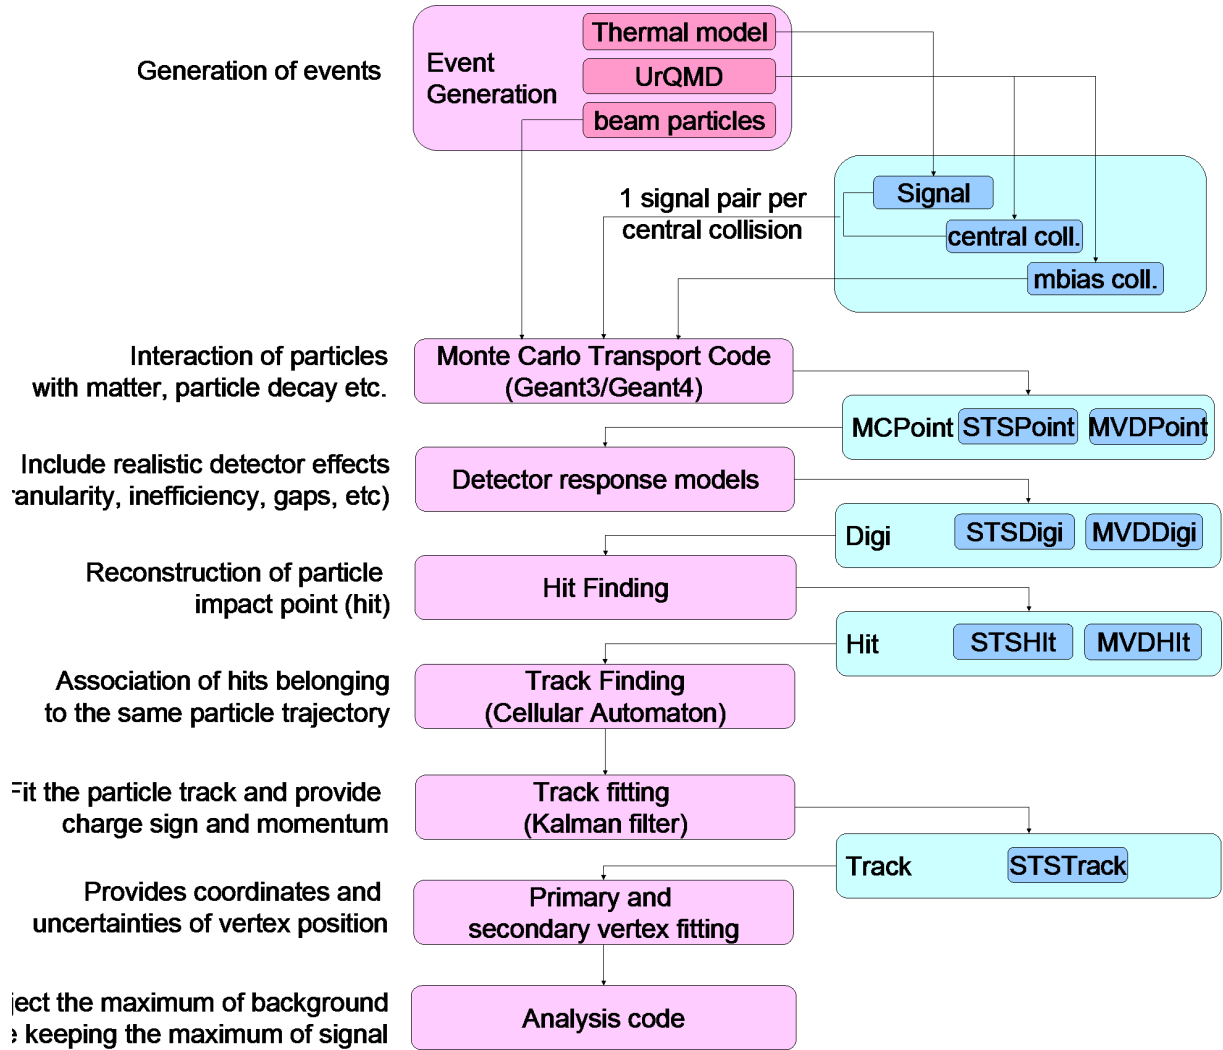 Generation of events
Event
Generation
Thermal model
UrQMD
beam particles
1 signal pair per
central collision
Signal
central coll.
mbias coll.
Interaction of particles
with matter, particle decay etc.
Monte Carlo Transport Code
(Geant3/Geant4)
MCPoint STSPoint MVDPoint
Include realistic detector effects
ranularity, inefficiency, gaps, etc)
Detector response models
Digi STSDigi MVDDigi
Reconstruction of particle
impact point (hit)
Hit Finding
Hit STSHIt MVDHIt
Association of hits belonging
to the same particle trajectory
Track Finding
(Cellular Automaton)
Fit the particle track and provide
charge sign and momentum
Track fitting
(Kalman filter)
Track STSTrack
Provides coordinates and
uncertainties of vertex position
Primary and
secondary vertex fitting
ject the maximum of background
keeping the maximum of signal
Analysis code